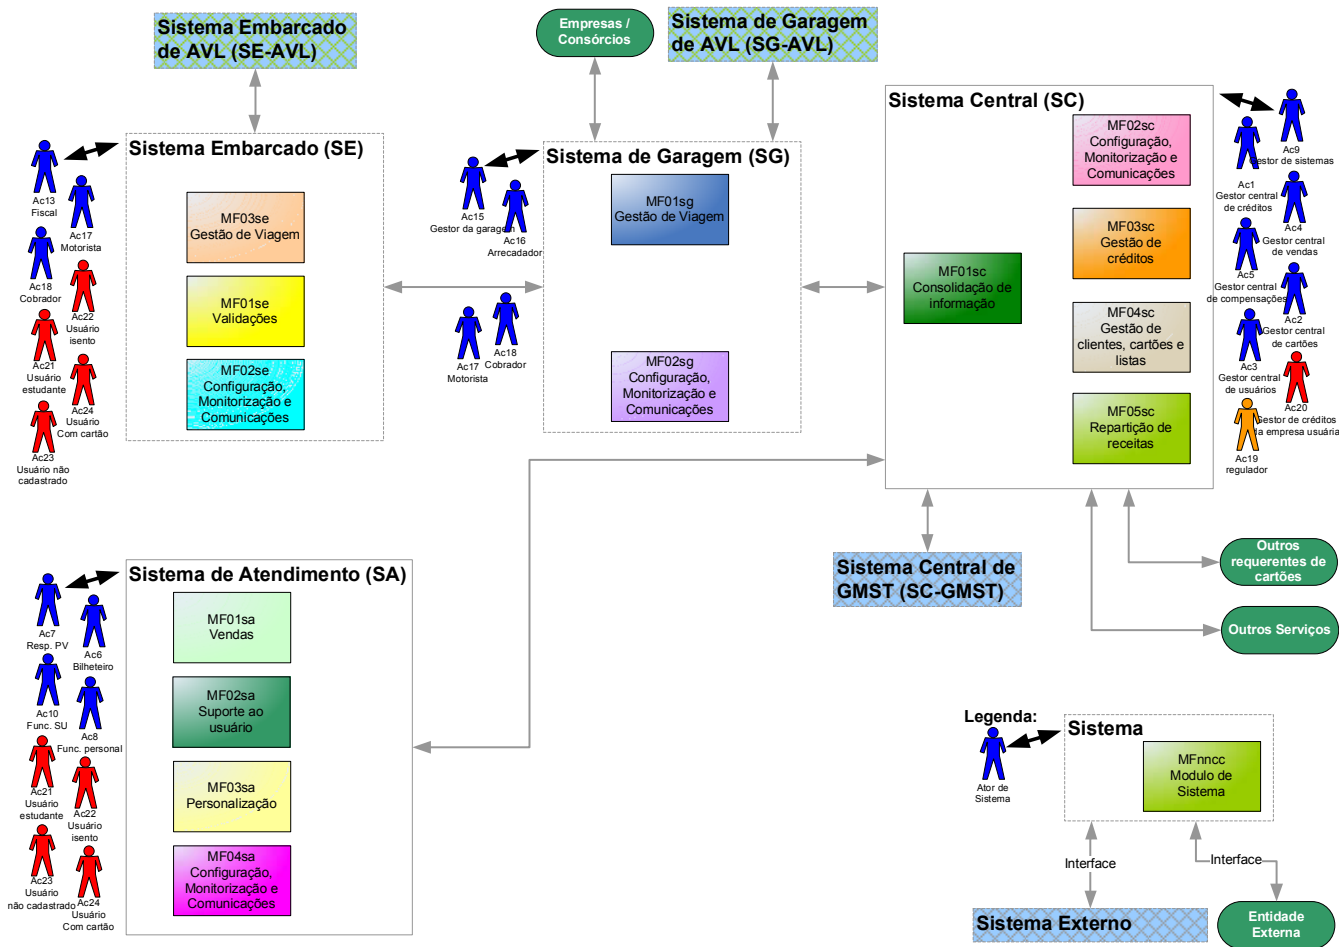 Sistema Embarcado
de AVL (SE-AVL)
Empresas /
Consórcios
Sistema de Garagem
de AVL (SG-AVL)
Sistema Embarcado (SE)
Ac13
Fiscal
Ac17
Motorista
Ac18
Cobrador
Ac22
Usuário
isento
Ac21
Usuário
estudante
Ac24
Usuário
Com cartão
Ac23
Usuário não
cadastrado
MF03se
Gestão de Viagem
MF01se
Validações
MF02se
Configuração,
Monitorização e
Comunicações
Sistema de Garagem (SG)
Ac15
Gestor da garagem
Ac16
Arrecadador
Ac18
Cobrador
Ac17
Motorista
MF01sg
Gestão de Viagem
MF02sg
Configuração,
Monitorização e
Comunicações
Sistema Central (SC)
MF02sc
Configuração,
Monitorização e
Comunicações
MF03sc
Gestão de
créditos
MF01sc
Consolidação de
informação
MF04sc
Gestão de
clientes, cartões e
listas
MF05sc
Repartição de
receitas
Ac9
Gestor de sistemas
Ac1
Gestor central
de créditos
Ac4
Gestor central
de vendas
Ac5
Gestor central
de compensações
Ac2
Gestor central
de cartões
Ac3
Gestor central
de usuários
Ac20
Gestor de créditos
da empresa usuária
Ac19
regulador
Sistema Central de
GMST (SC-GMST)
Outros
requerentes de
cartões
Outros Serviços
Sistema de Atendimento (SA)
Ac7
Resp. PV
Ac6
Bilheteiro
Ac10
Func. SU
Ac8
Func. personal
Ac21
Usuário
estudante
Ac22
Usuário
isento
Ac23
Usuário
não cadastrado
Ac24
Usuário
Com cartão
MF01sa
Vendas
MF02sa
Suporte ao
usuário
MF03sa
Personalização
MF04sa
Configuração,
Monitorização e
Comunicações
Legenda:
Ator de
Sistema
Sistema
MFnncc
Modulo de
Sistema
Interface
Interface
Sistema Externo
Entidade
Externa